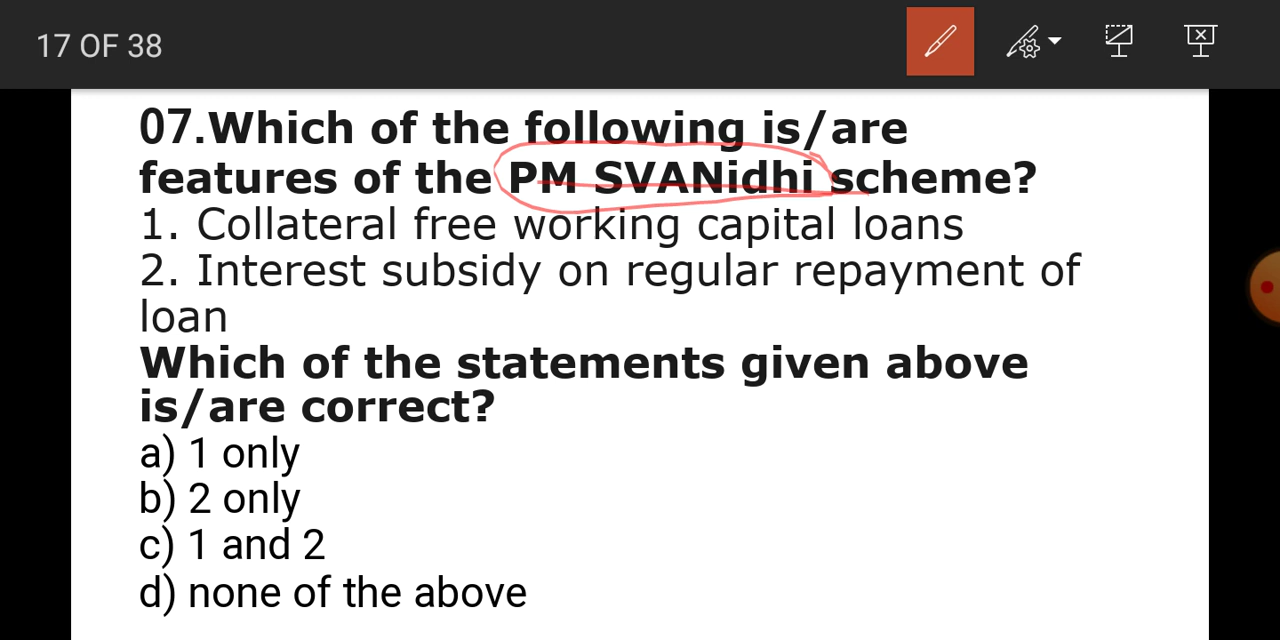 17 OF 38
07.Which of the following is/are
features of the PM SVANidhi scheme?
1. Collateral free working capital loans
2. Interest subsidy on regular repayment of
loan
Which of the statements given above
is/are correct?
a) 1 only
b) 2 only
c) 1 and 2
d) none of the above